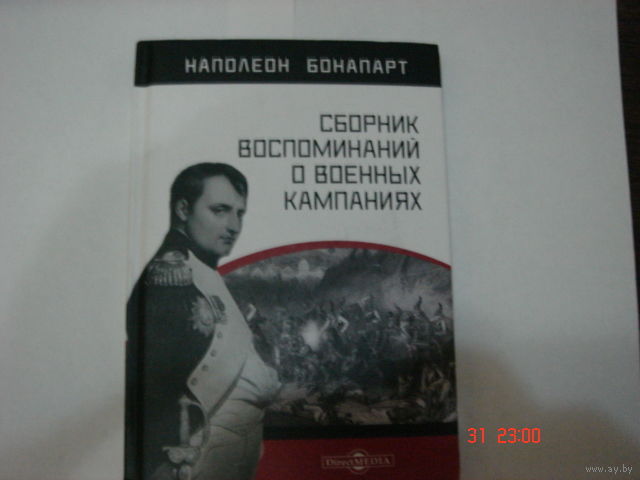 НАПОЛЕОН БОНАПАРТ
СБОРНИК
ВОСПОМИНАНИЙ
О ВОЕННЫХ
КАМПАНИЯХ
DirectMEDIA
31 23:00
www.ay.by